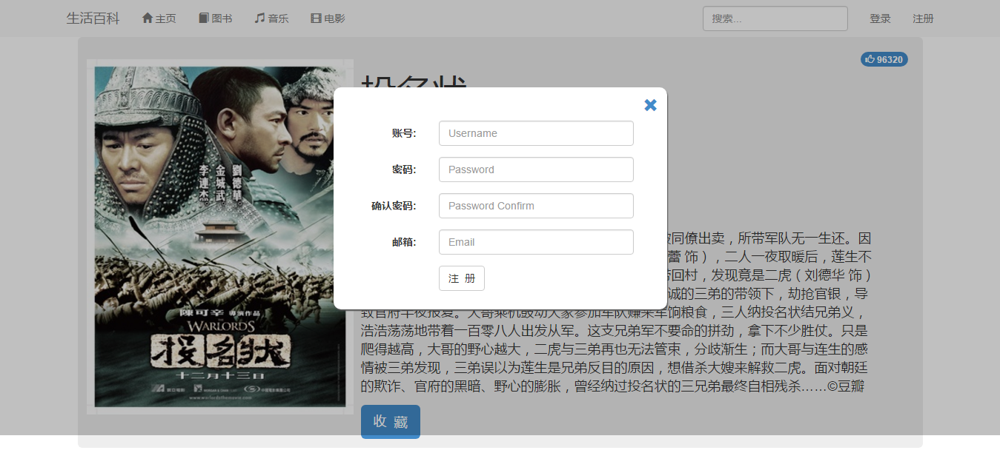 生活百科 主页 图书 音乐 电影 搜索... 登录 注册
96320
投名状
账号: Username
密码: Password
确认密码: Password Confirm
邮箱: Email
注 册
劉德華
金城武
李連杰
陳可辛 導演作品
THE
WARLORDS
投名狀
十二月十三日
www.warlordsthemovie.com
同僚出卖，所带军队无一生还。因
蕾 饰），二人一夜取暖后，莲生不
回村，发现竟是二虎（刘德华 饰）
诚的三弟的带领下，劫抢官银，导
致官府半夜报复。大哥乘机鼓动大家参加军队赚来军饷粮食，三人纳投名状结兄弟义，
浩浩荡荡地带着一百零八人出发从军。这支兄弟军不要命的拼劲，拿下不少胜仗。只是
爬得越高，大哥的野心越大，二虎与三弟再也无法管束，分歧渐生；而大哥与连生的感
情被三弟发现，三弟误以为莲生是兄弟反目的原因，想借杀大嫂来解救二虎。面对朝廷
的欺诈、官府的黑暗、野心的膨胀，曾经纳过投名状的三兄弟最终自相残杀……©豆瓣
收 藏